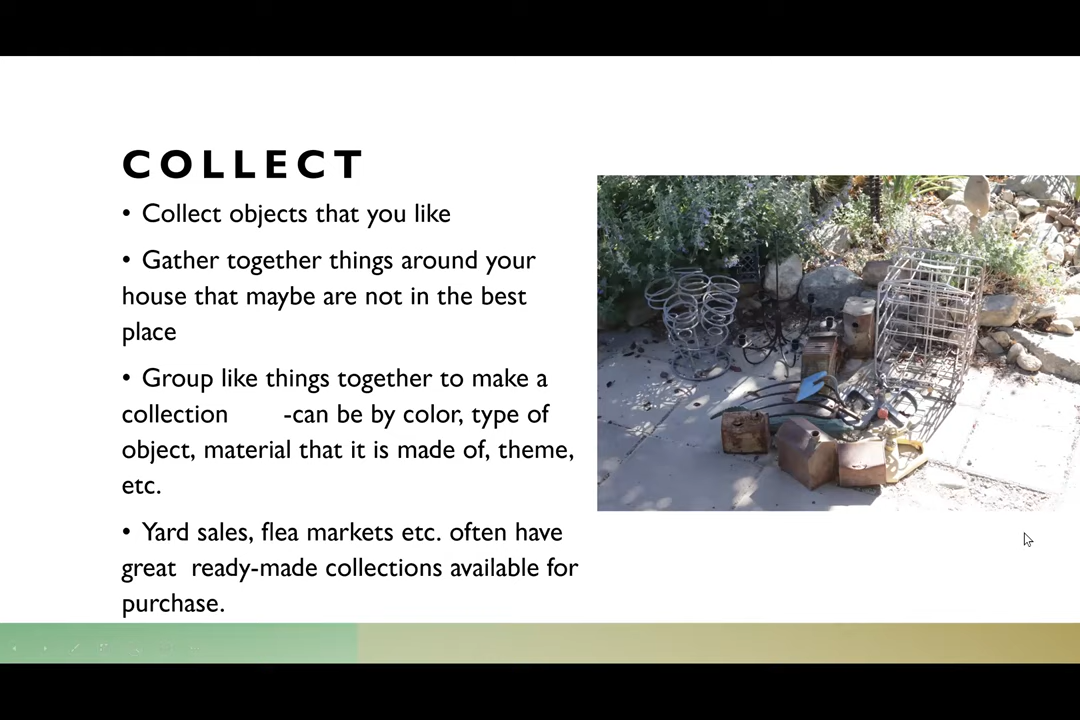 COLLECT
• Collect objects that you like
• Gather together things around your
house that maybe are not in the best
place
• Group like things together to make a
collection -can be by color, type of
object, material that it is made of, theme,
etc.
• Yard sales, flea markets etc. often have
great ready-made collections available for
purchase.